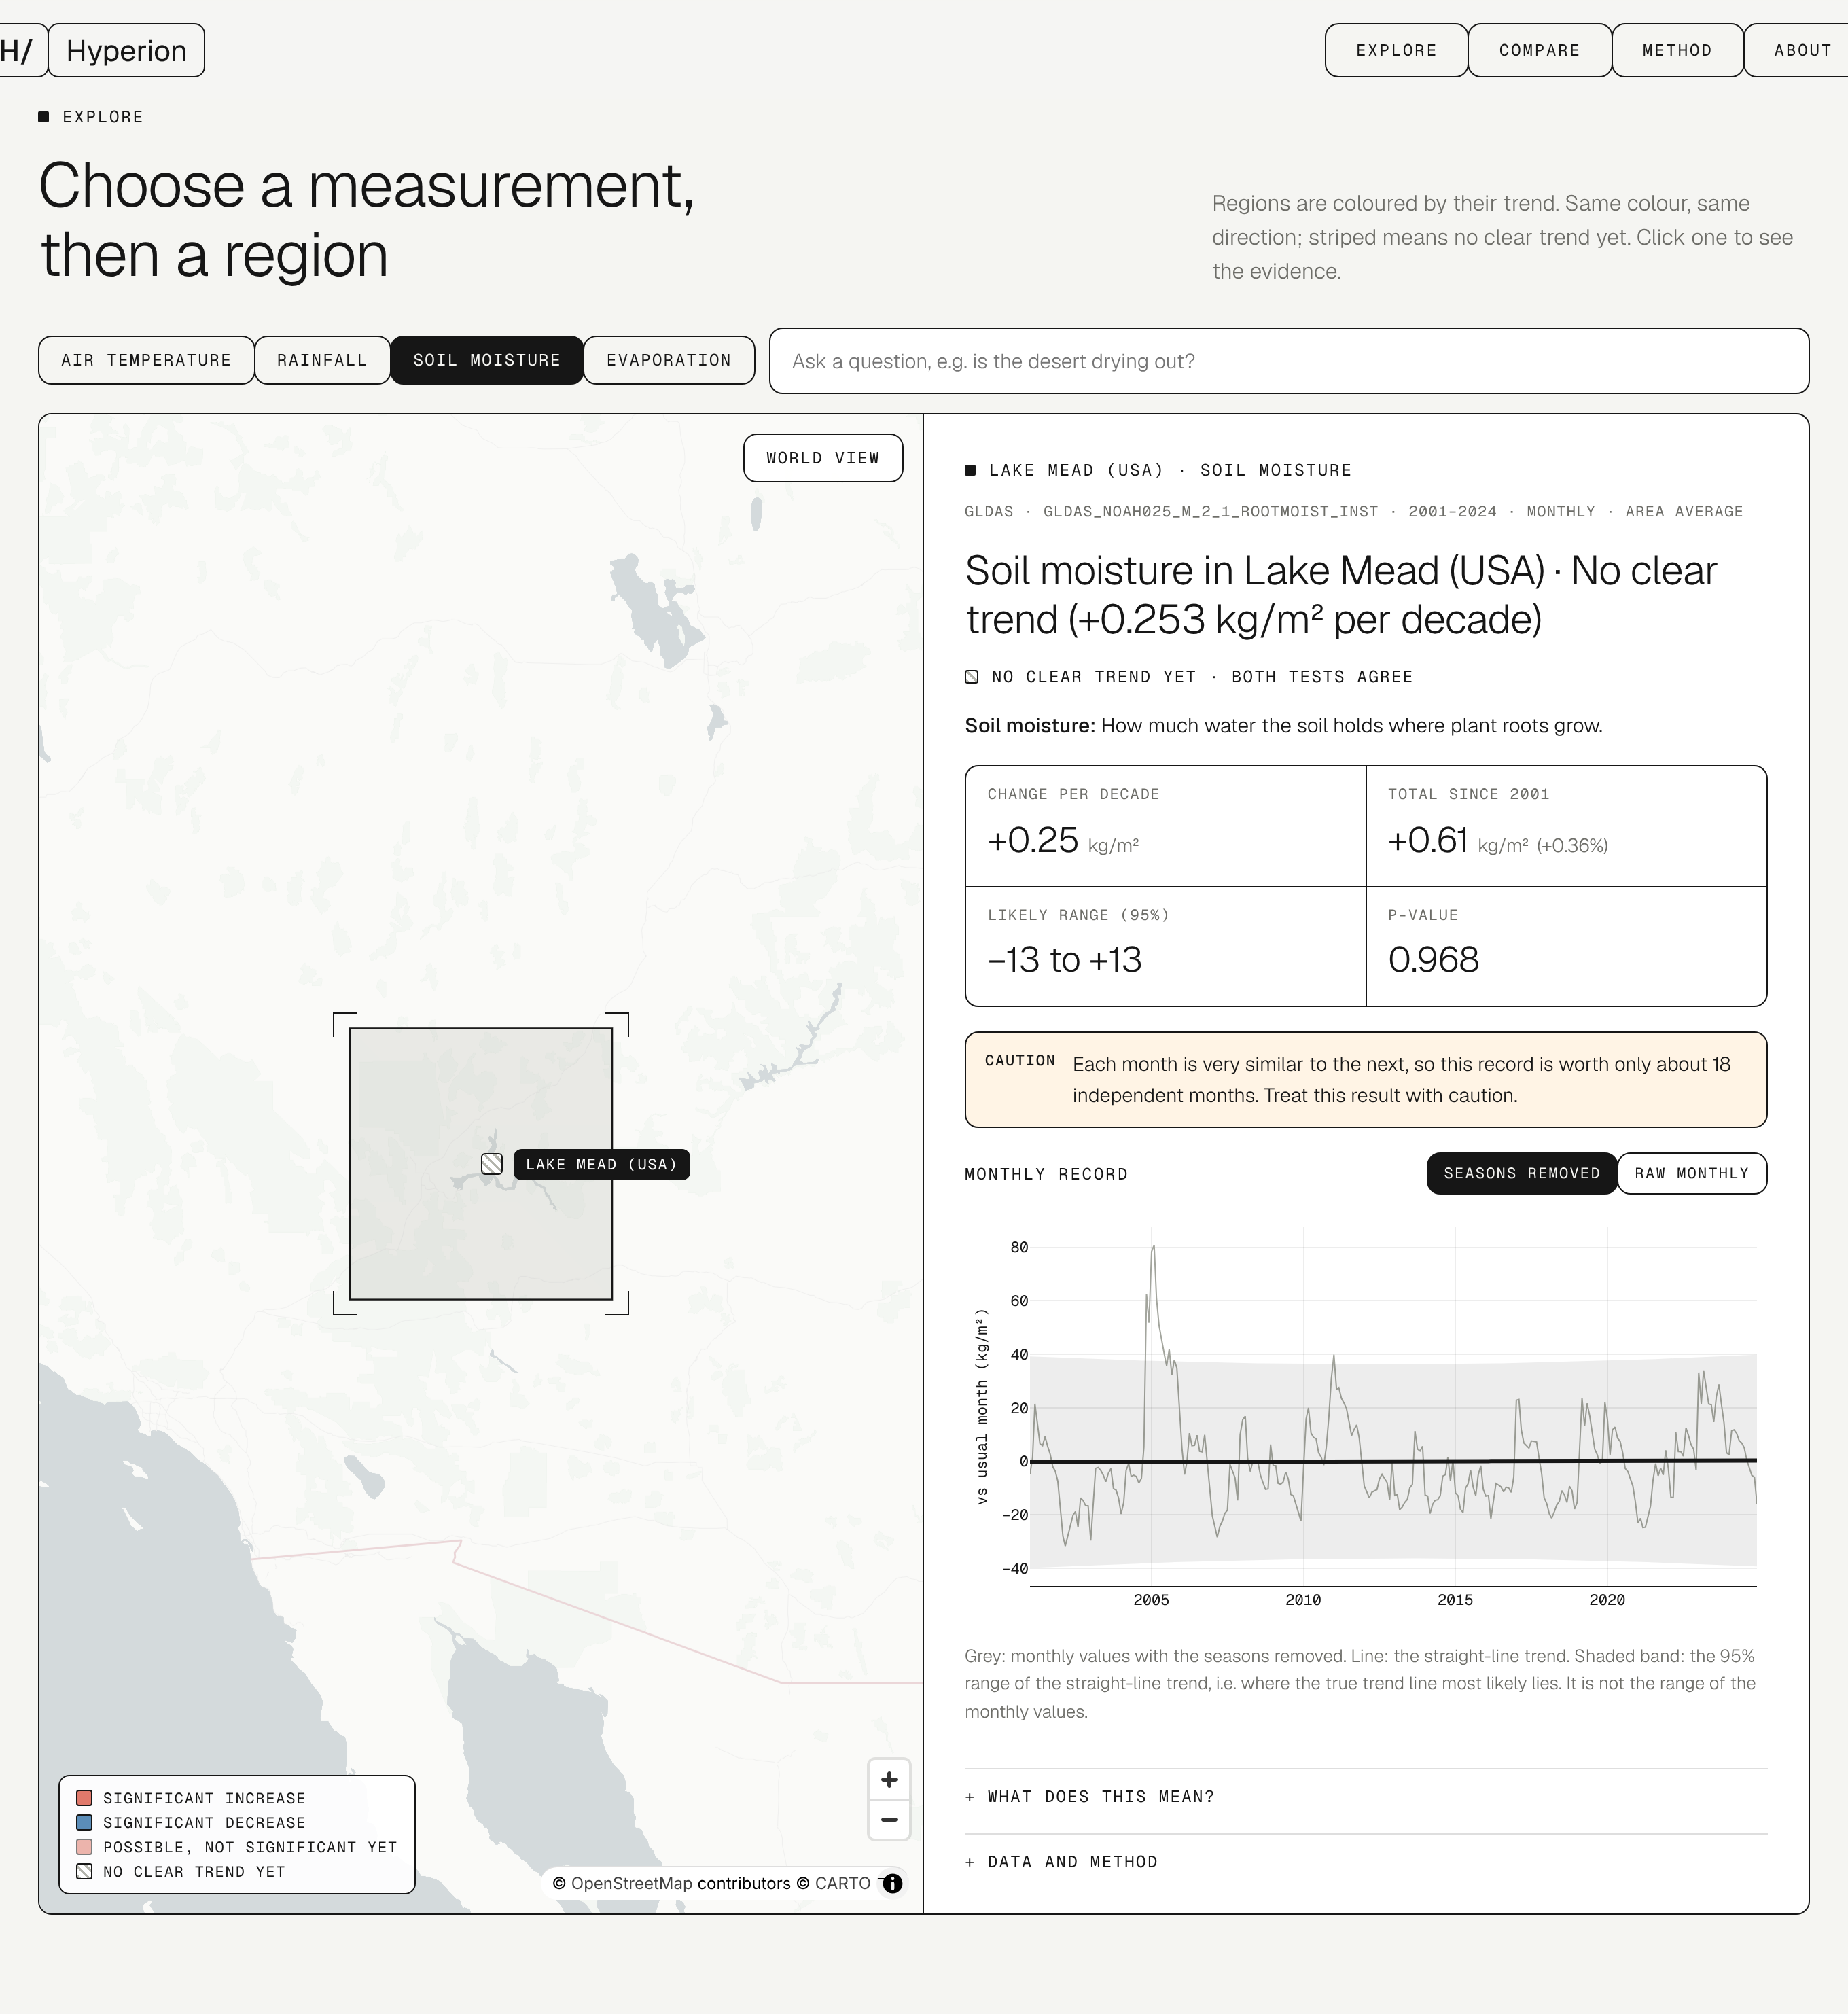 H/ Hyperion EXPLORE COMPARE METHOD ABOUT
EXPLORE
Choose a measurement,
then a region
Regions are coloured by their trend. Same colour, same
direction; striped means no clear trend yet. Click one to see
the evidence.
AIR TEMPERATURE RAINFALL SOIL MOISTURE EVAPORATION Ask a question, e.g. is the desert drying out?
WORLD VIEW
LAKE MEAD (USA)
SIGNIFICANT INCREASE
SIGNIFICANT DECREASE
POSSIBLE, NOT SIGNIFICANT YET
NO CLEAR TREND YET
+
−
© OpenStreetMap contributors © CARTO
LAKE MEAD (USA) · SOIL MOISTURE
GLDAS · GLDAS_NOAH025_M_2_1_ROOTMOIST_INST · 2001–2024 · MONTHLY · AREA AVERAGE
Soil moisture in Lake Mead (USA) · No clear
trend (+0.253 kg/m² per decade)
NO CLEAR TREND YET · BOTH TESTS AGREE
Soil moisture: How much water the soil holds where plant roots grow.
CHANGE PER DECADE
+0.25 kg/m²
TOTAL SINCE 2001
+0.61 kg/m² (+0.36%)
LIKELY RANGE (95%)
−13 to +13
P-VALUE
0.968
CAUTION Each month is very similar to the next, so this record is worth only about 18
independent months. Treat this result with caution.
MONTHLY RECORD SEASONS REMOVED RAW MONTHLY
vs usual month (kg/m²)
80
60
40
20
0
−20
−40
2005 2010 2015 2020
Grey: monthly values with the seasons removed. Line: the straight-line trend. Shaded band: the 95%
range of the straight-line trend, i.e. where the true trend line most likely lies. It is not the range of the
monthly values.
+ WHAT DOES THIS MEAN?
+ DATA AND METHOD